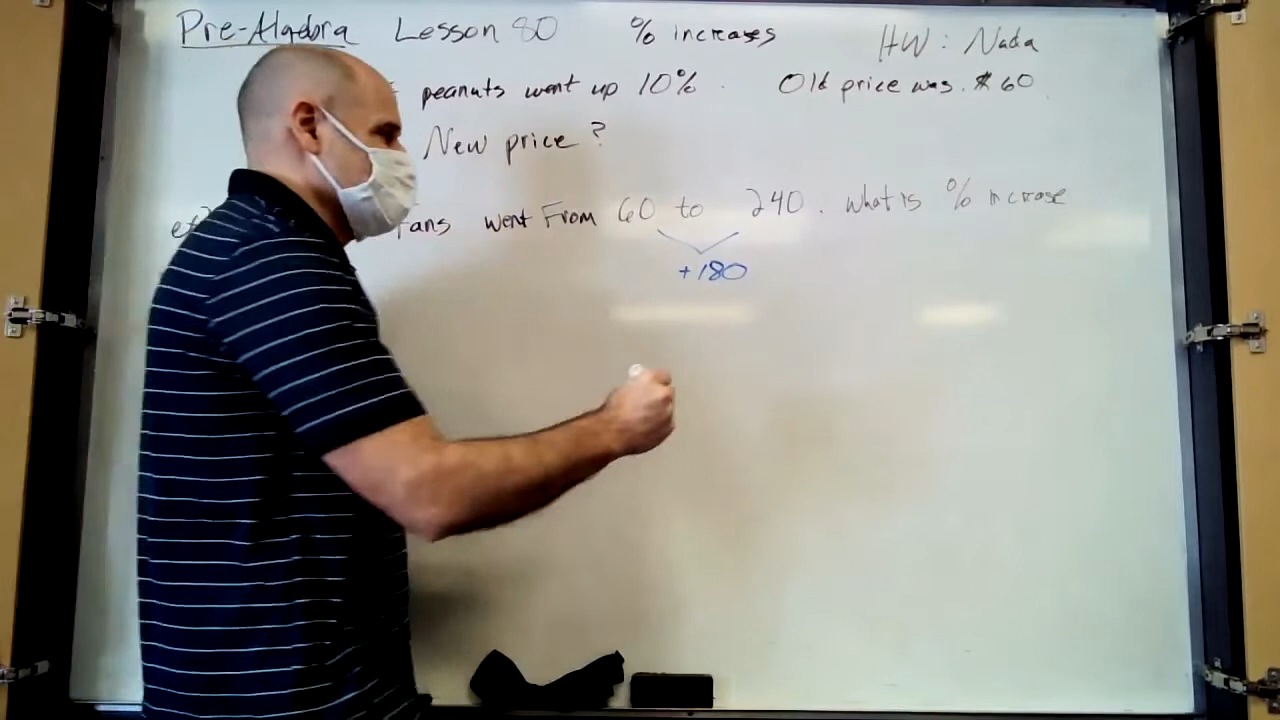 Pre-Algebra Lesson 80 % increases HW: Nada
peanuts went up 10%. Old price was $60
New price?
fans went From 60 to 240. What is % increase
+180